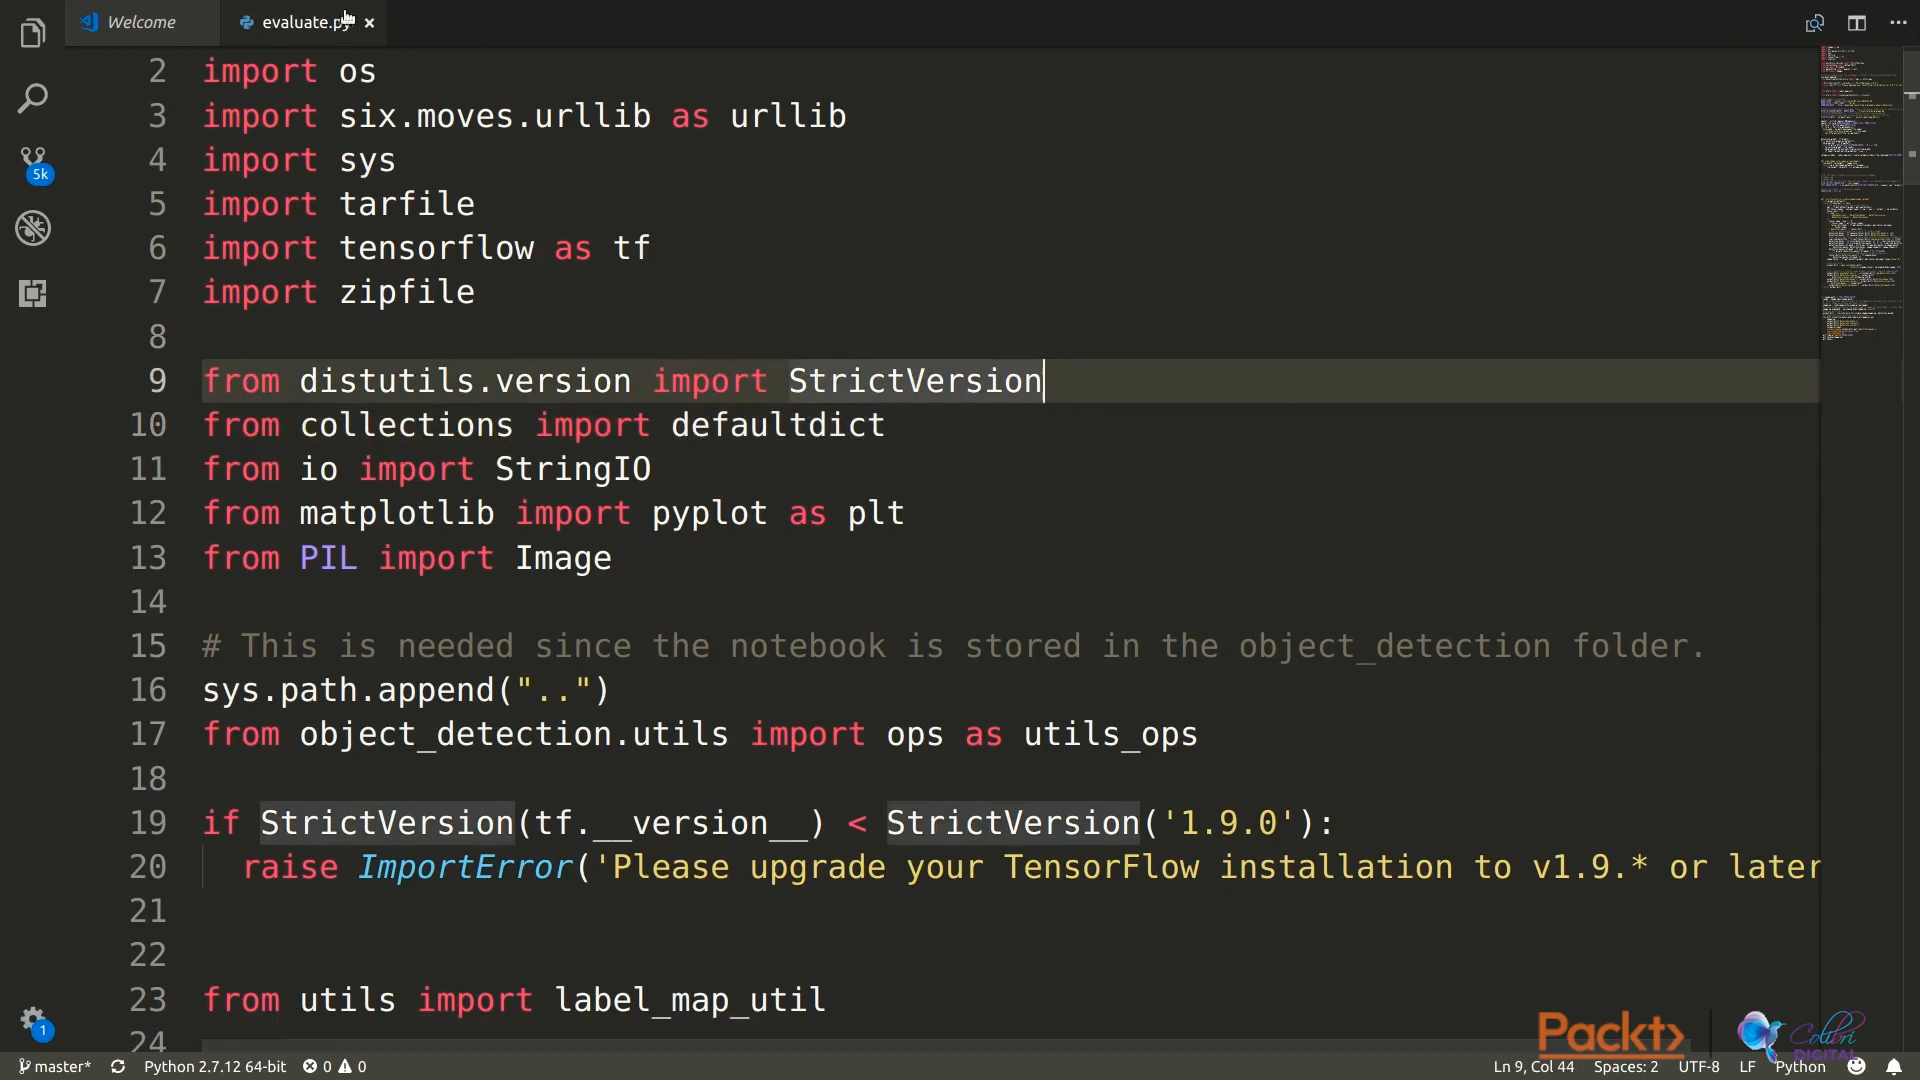 Welcome
evaluate.py
2 import os
3 import six.moves.urllib as urllib
4 import sys
5 import tarfile
6 import tensorflow as tf
7 import zipfile
8
9 from distutils.version import StrictVersion
10 from collections import defaultdict
11 from io import StringIO
12 from matplotlib import pyplot as plt
13 from PIL import Image
14
15 # This is needed since the notebook is stored in the object_detection folder.
16 sys.path.append("..")
17 from object_detection.utils import ops as utils_ops
18
19 if StrictVersion(tf.__version__) < StrictVersion('1.9.0'):
20 raise ImportError('Please upgrade your TensorFlow installation to v1.9.* or later
21
22
23 from utils import label_map_util
24
5k
1
Packt>
Colibri
DIGITAL
master* Python 2.7.12 64-bit 0 0 Ln 9, Col 44 Spaces: 2 UTF-8 LF Python